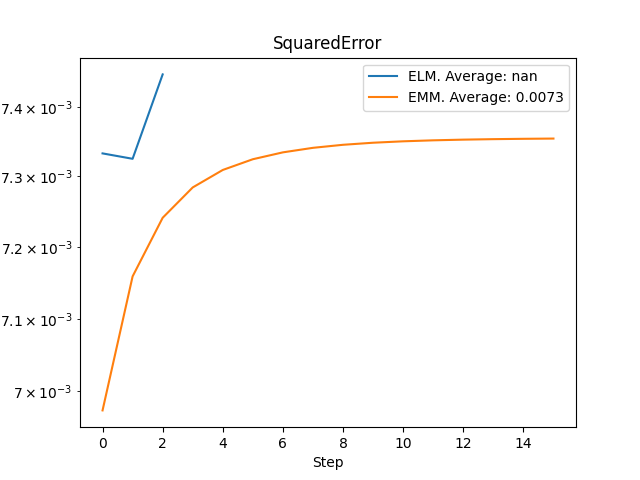 SquaredError
ELM. Average: nan
EMM. Average: 0.0073
7.4 × 10⁻³
7.3 × 10⁻³
7.2 × 10⁻³
7.1 × 10⁻³
7 × 10⁻³
0 2 4 6 8 10 12 14
Step